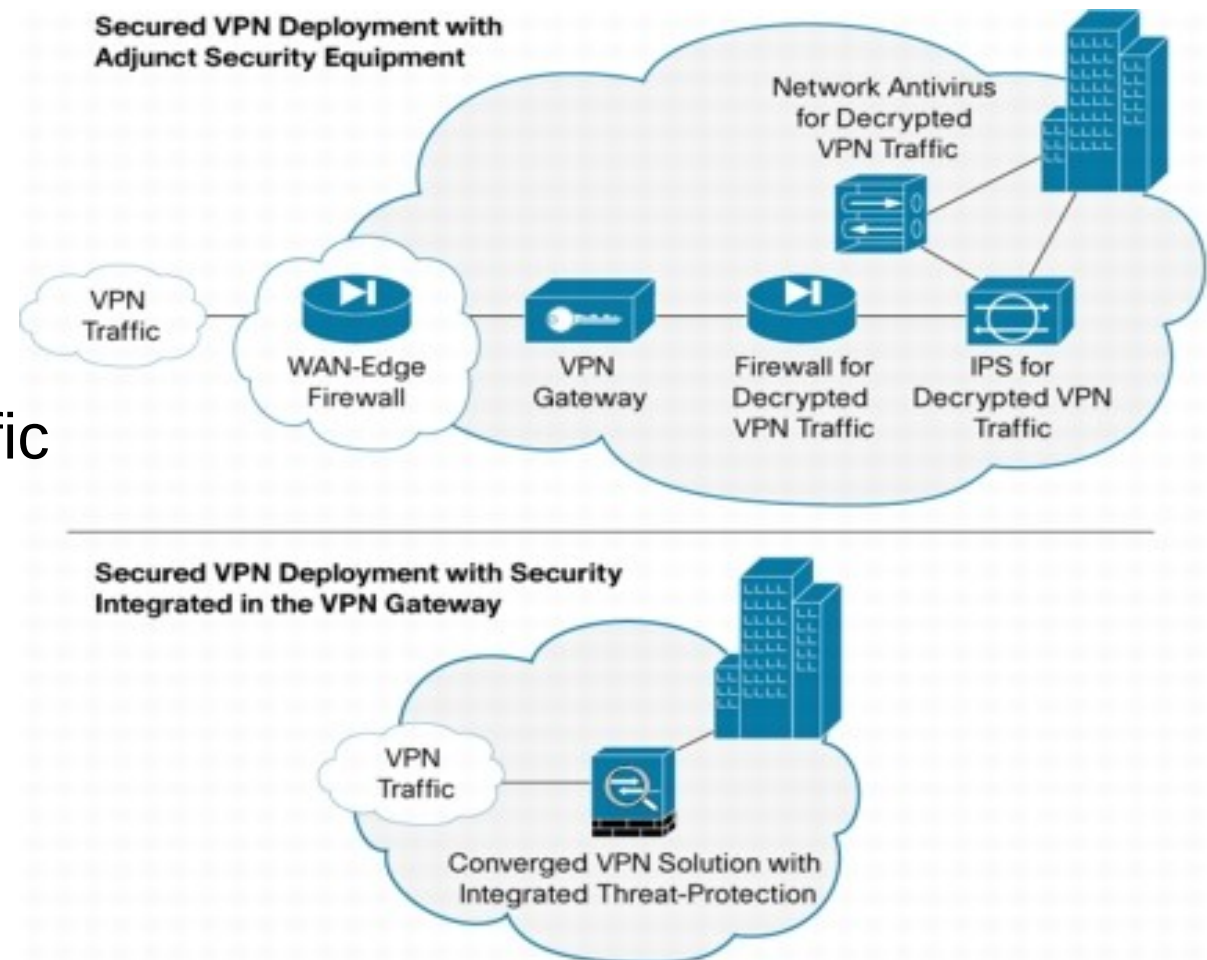 Secured VPN Deployment with
Adjunct Security Equipment
Network Antivirus
for Decrypted
VPN Traffic
VPN
Traffic
WAN-Edge
Firewall
VPN
Gateway
Firewall for
Decrypted
VPN Traffic
IPS for
Decrypted VPN
Traffic
fic
Secured VPN Deployment with Security
Integrated in the VPN Gateway
VPN
Traffic
Converged VPN Solution with
Integrated Threat-Protection